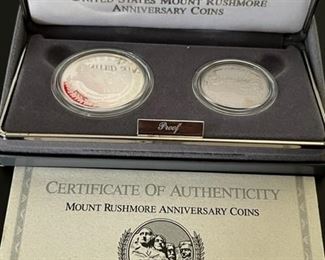 UNITED STATES MOUNT RUSHMORE
ANNIVERSARY COINS
Proof
CERTIFICATE OF AUTHENTICITY
MOUNT RUSHMORE ANNIVERSARY COINS